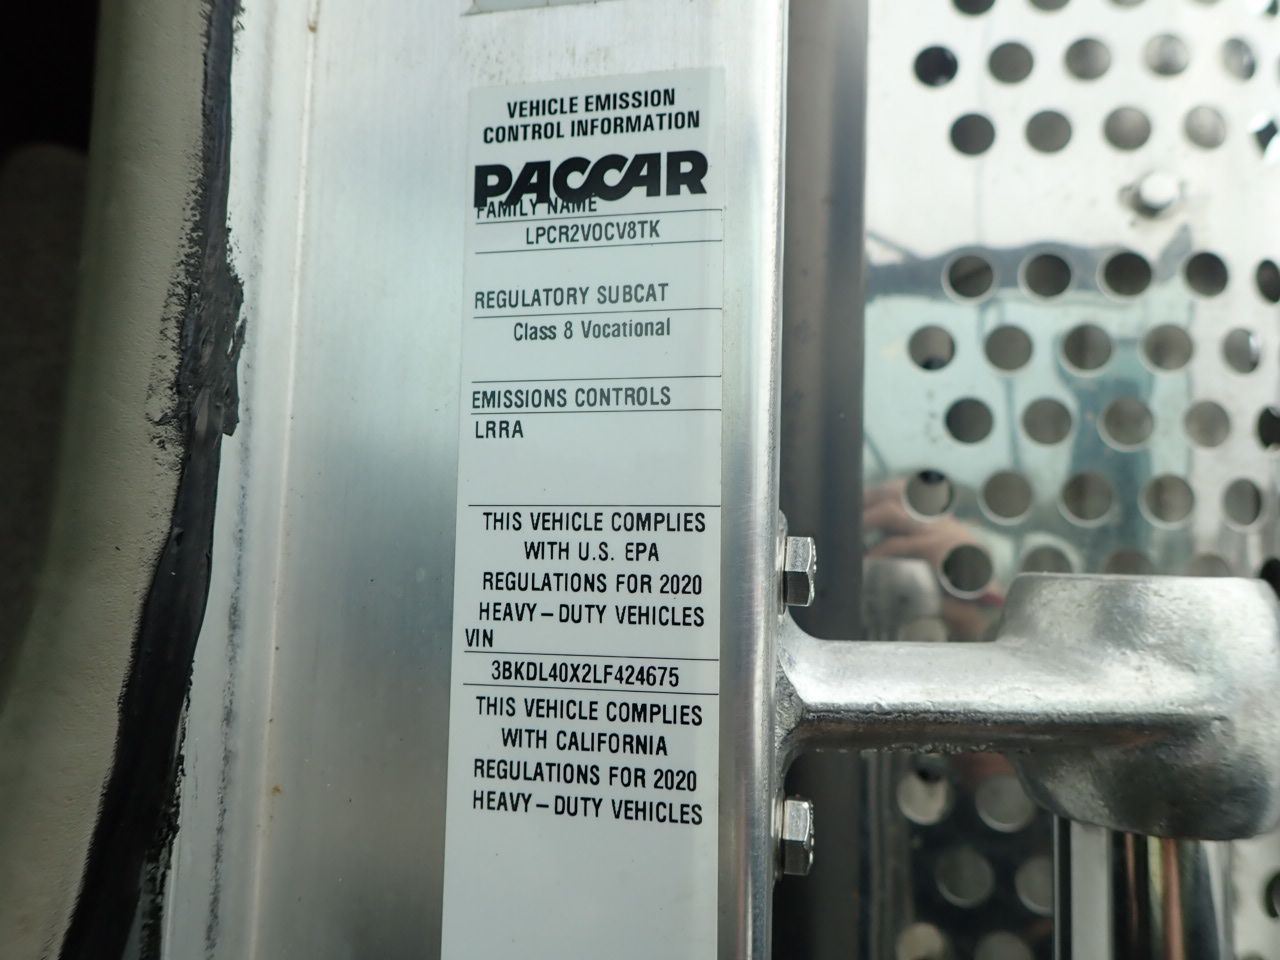 VEHICLE EMISSION
CONTROL INFORMATION
PACCAR
FAMILY NAME
LPCR2VOCV8TK
REGULATORY SUBCAT
Class 8 Vocational
EMISSIONS CONTROLS
LRRA
THIS VEHICLE COMPLIES
WITH U.S. EPA
REGULATIONS FOR 2020
HEAVY-DUTY VEHICLES
VIN
3BKDL40X2LF424675
THIS VEHICLE COMPLIES
WITH CALIFORNIA
REGULATIONS FOR 2020
HEAVY-DUTY VEHICLES